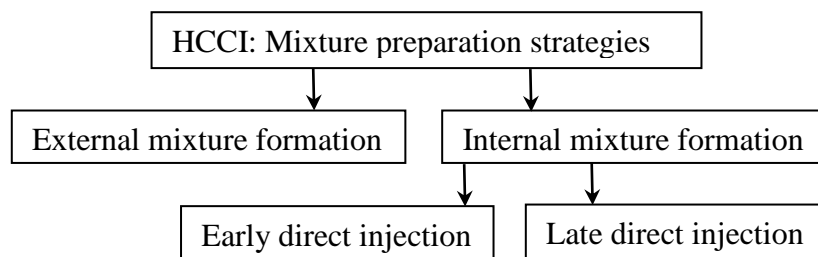 HCCI: Mixture preparation strategies
External mixture formation
Internal mixture formation
Early direct injection
Late direct injection